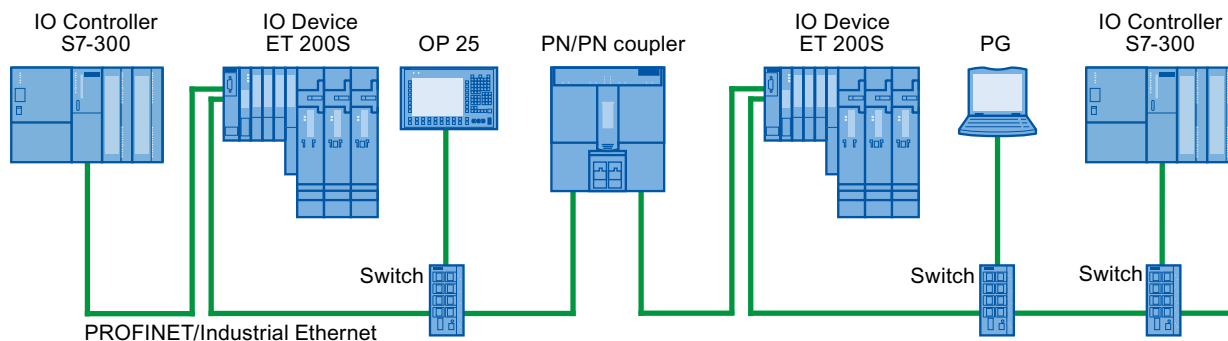 IO Controller
S7-300
IO Device
ET 200S
OP 25
PN/PN coupler
IO Device
ET 200S
PG
IO Controller
S7-300
Switch
Switch
Switch
PROFINET/Industrial Ethernet